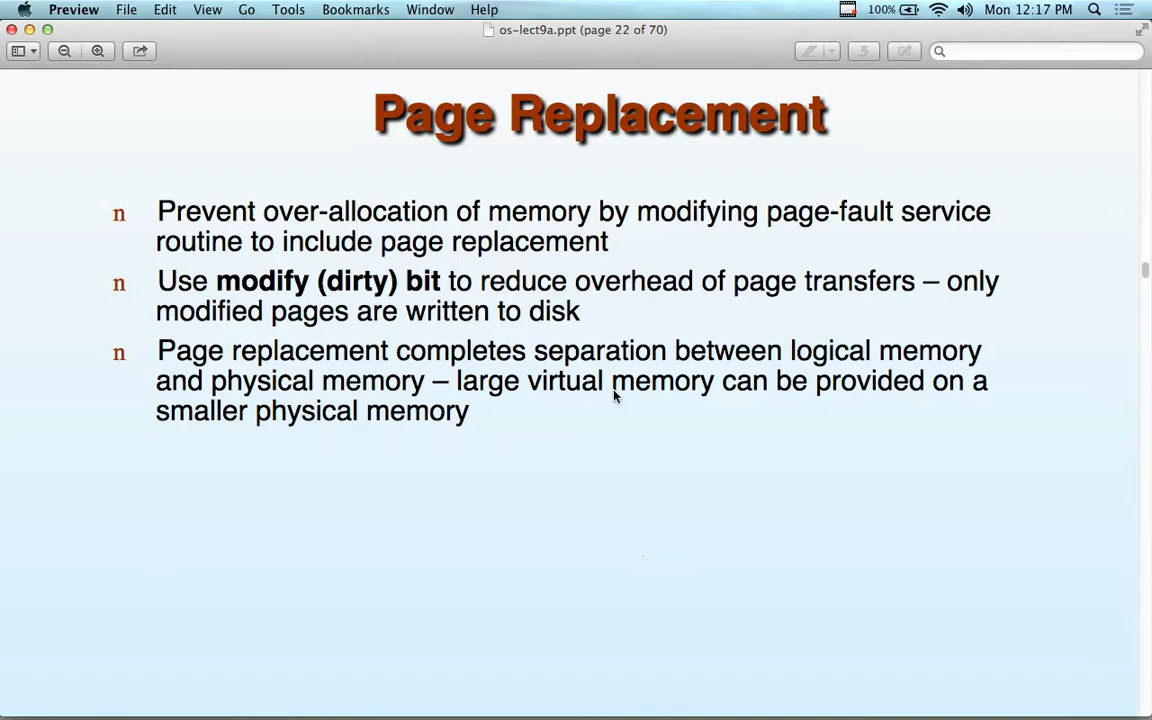 Preview File Edit View Go Tools Bookmarks Window Help 100% Mon 12:17 PM
os-lect9a.ppt (page 22 of 70)
Page Replacement
n Prevent over-allocation of memory by modifying page-fault service
routine to include page replacement
n Use modify (dirty) bit to reduce overhead of page transfers – only
modified pages are written to disk
n Page replacement completes separation between logical memory
and physical memory – large virtual memory can be provided on a
smaller physical memory